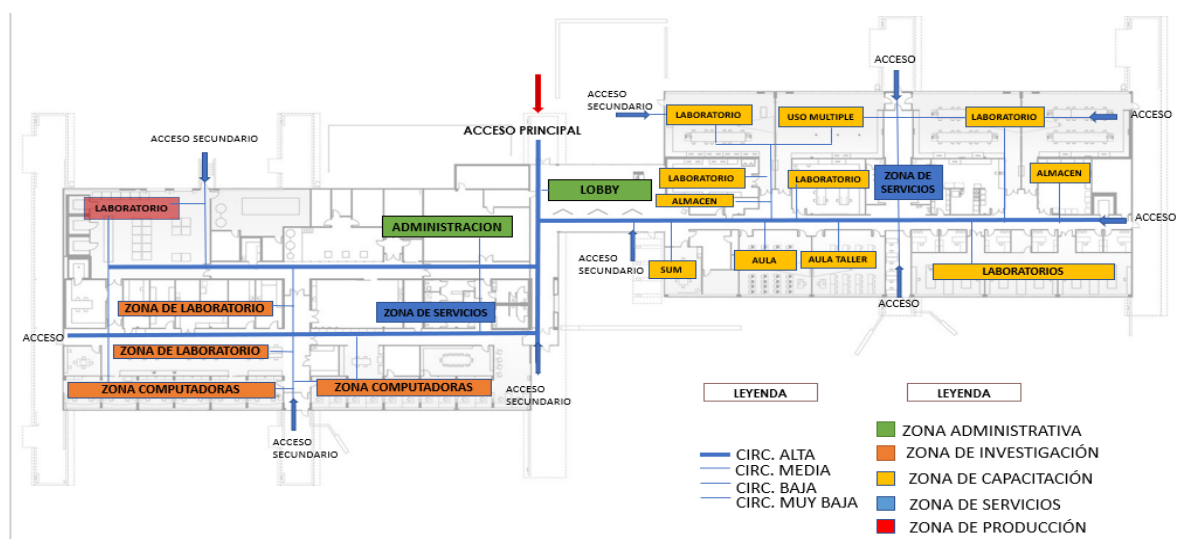 ACCESO
ACCESO
SECUNDARIO
LABORATORIO
USO MULTIPLE
LABORATORIO
ACCESO
ACCESO PRINCIPAL
ACCESO SECUNDARIO
LABORATORIO
LABORATORIO
ZONA DE
SERVICIOS
ALMACEN
LOBBY
ALMACEN
LABORATORIO
ACCESO
ADMINISTRACION
ACCESO
SECUNDARIO
SUM
AULA
AULA TALLER
LABORATORIOS
ACCESO
ZONA DE LABORATORIO
ZONA DE SERVICIOS
ACCESO
ZONA DE LABORATORIO
ZONA COMPUTADORAS
ZONA COMPUTADORAS
ACCESO
SECUNDARIO
ACCESO
SECUNDARIO
LEYENDA
CIRC. ALTA
CIRC. MEDIA
CIRC. BAJA
CIRC. MUY BAJA
LEYENDA
ZONA ADMINISTRATIVA
ZONA DE INVESTIGACIÓN
ZONA DE CAPACITACIÓN
ZONA DE SERVICIOS
ZONA DE PRODUCCIÓN